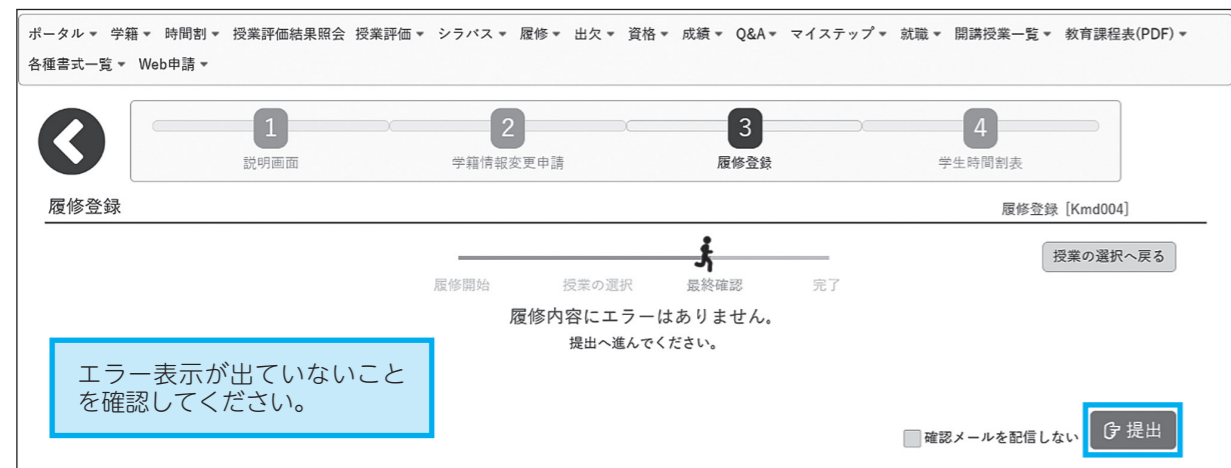 ポータル 学籍 時間割 授業評価結果照会 授業評価 シラバス 履修 出欠 資格 成績 Q&A マイステップ 就職 開講授業一覧 教育課程表(PDF)
各種書式一覧 Web申請
1 2 3 4
説明画面 学籍情報変更申請 履修登録 学生時間割表
履修登録
履修登録 [Kmd004]
授業の選択へ戻る
履修開始 授業の選択 最終確認 完了
履修内容にエラーはありません。
提出へ進んでください。
エラー表示が出ていないこと
を確認してください。
確認メールを配信しない
提出